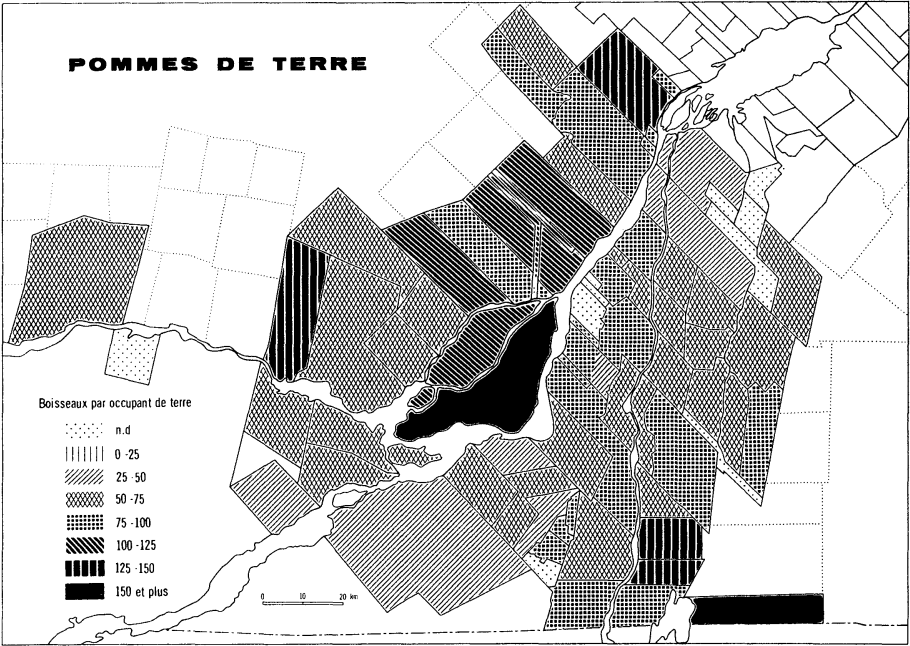 POMMES DE TERRE
Boisseaux par occupant de terre
n.d
0-25
25-50
50-75
75-100
100-125
125-150
150 et plus
0 10 20 km